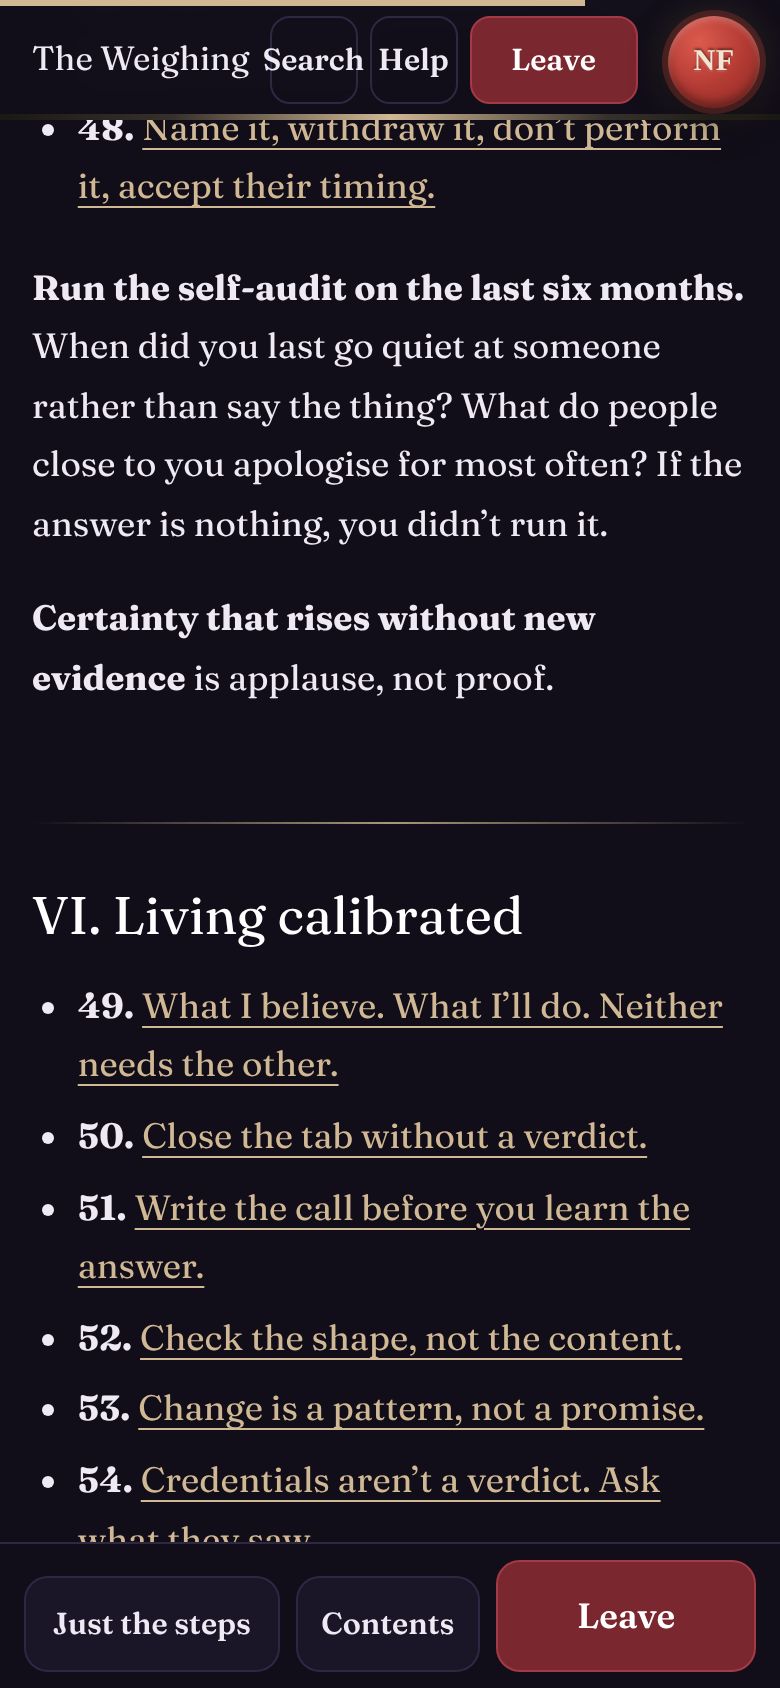 The Weighing Search Help Leave NF
• 48. Name it, withdraw it, don’t perform
it, accept their timing.
Run the self-audit on the last six months.
When did you last go quiet at someone
rather than say the thing? What do people
close to you apologise for most often? If the
answer is nothing, you didn’t run it.
Certainty that rises without new
evidence is applause, not proof.
VI. Living calibrated
• 49. What I believe. What I’ll do. Neither
needs the other.
• 50. Close the tab without a verdict.
• 51. Write the call before you learn the
answer.
• 52. Check the shape, not the content.
• 53. Change is a pattern, not a promise.
• 54. Credentials aren’t a verdict. Ask
what they saw.
Just the steps Contents Leave